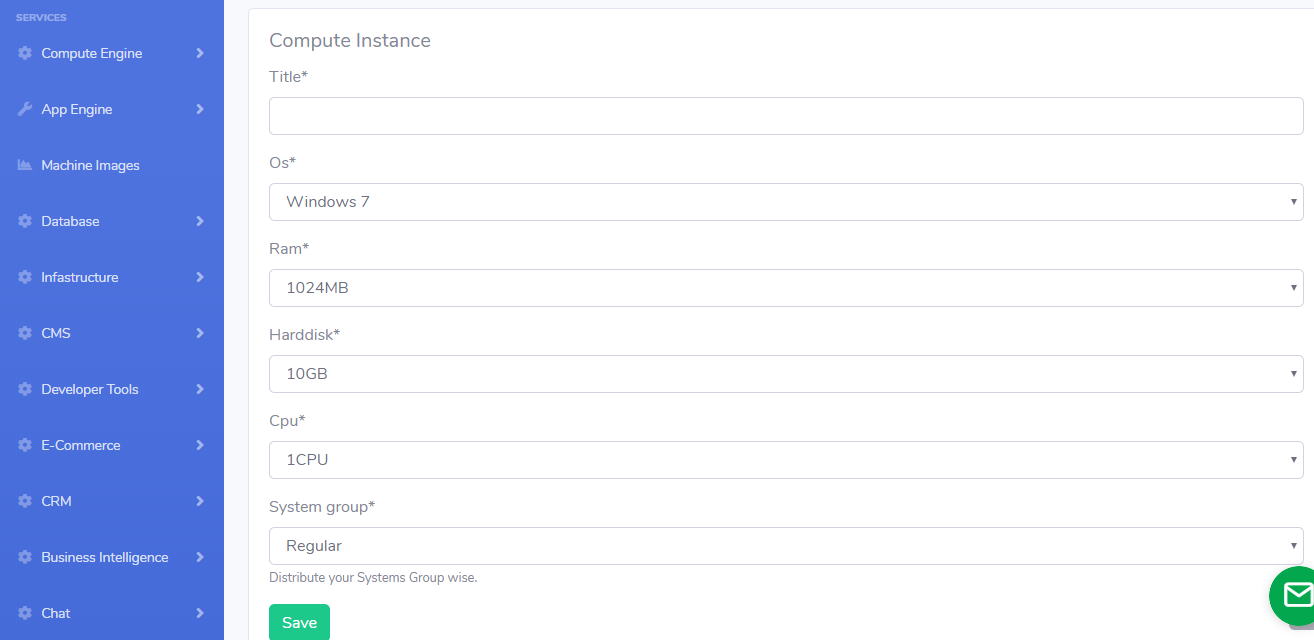 SERVICES
Compute Engine
App Engine
Machine Images
Database
Infastructure
CMS
Developer Tools
E-Commerce
CRM
Business Intelligence
Chat
Compute Instance
Title*
Os*
Windows 7
Ram*
1024MB
Harddisk*
10GB
Cpu*
1CPU
System group*
Regular
Distribute your Systems Group wise.
Save